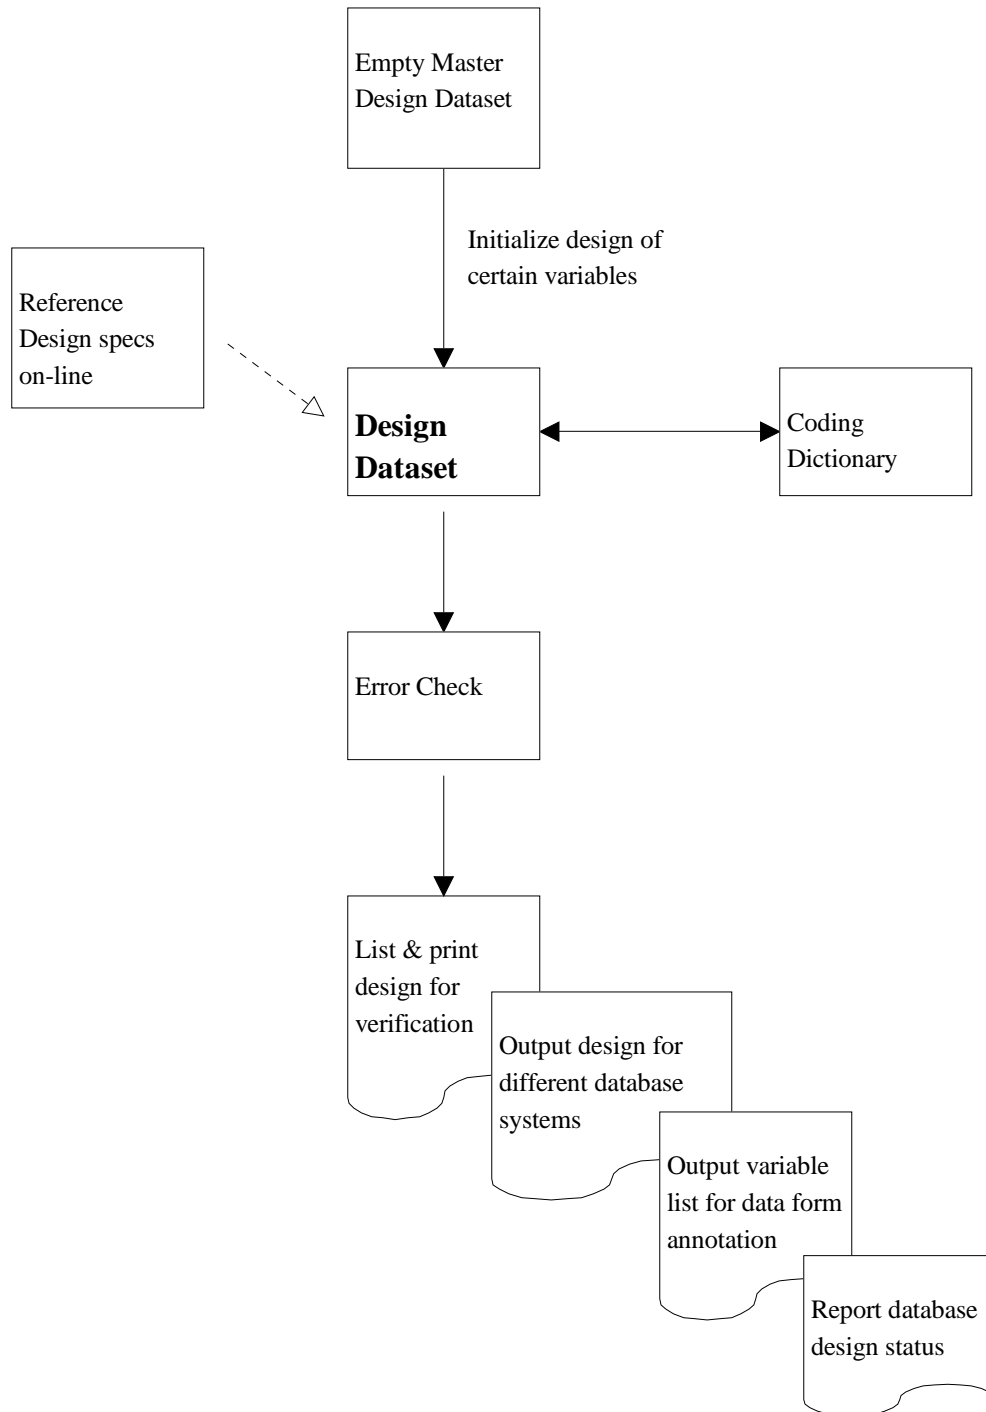 Empty Master
Design Dataset
Initialize design of
certain variables
Reference
Design specs
on-line
Design
Dataset
Coding
Dictionary
Error Check
List & print
design for
verification
Output design for
different database
systems
Output variable
list for data form
annotation
Report database
design status